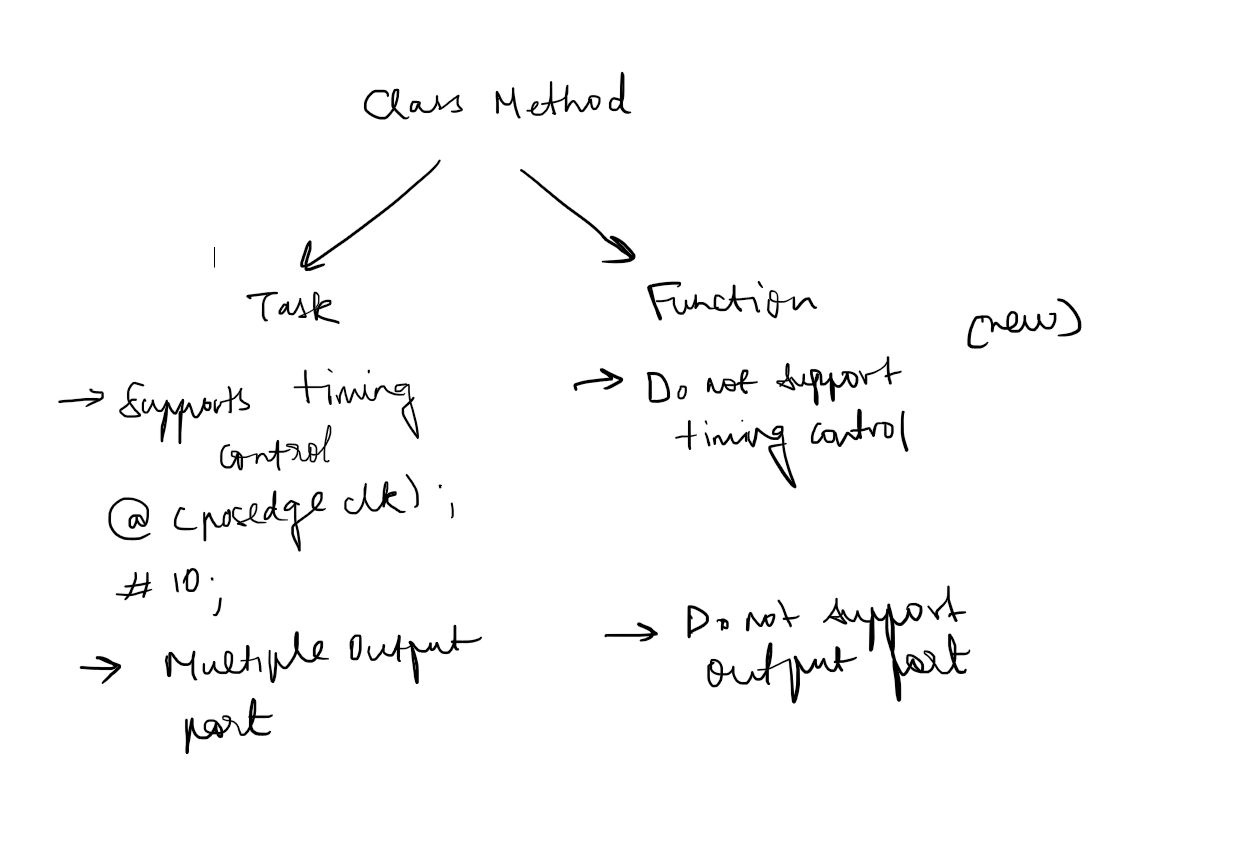 Class Method
Task
Function
(new)
→ Supports timing
control
@ (posedge clk);
# 10;
→ Multiple Output
port
→ Do not support
timing control
→ Do not support
output port